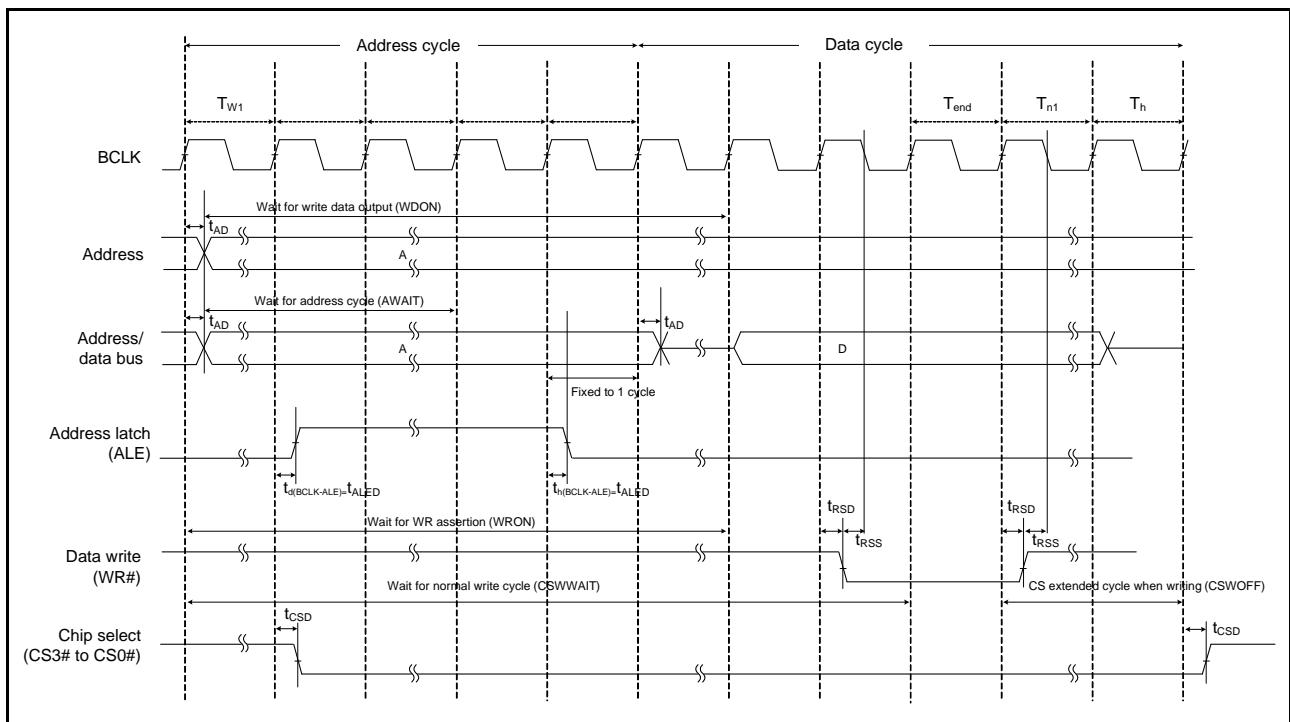 Address cycle Data cycle
TW1 Tend Tn1 Th
BCLK
Wait for write data output (WDON)
tAD
Address
A
Wait for address cycle (AWAIT)
tAD tAD
Address/
data bus
A D
Fixed to 1 cycle
Address latch
(ALE)
td(BCLK-ALE)=tALED th(BCLK-ALE)=tALED
Wait for WR assertion (WRON)
tRSD tRSD
tRSS tRSS
Data write
(WR#)
Wait for normal write cycle (CSWWAIT) CS extended cycle when writing (CSWOFF)
tCSD tCSD
Chip select
(CS3# to CS0#)